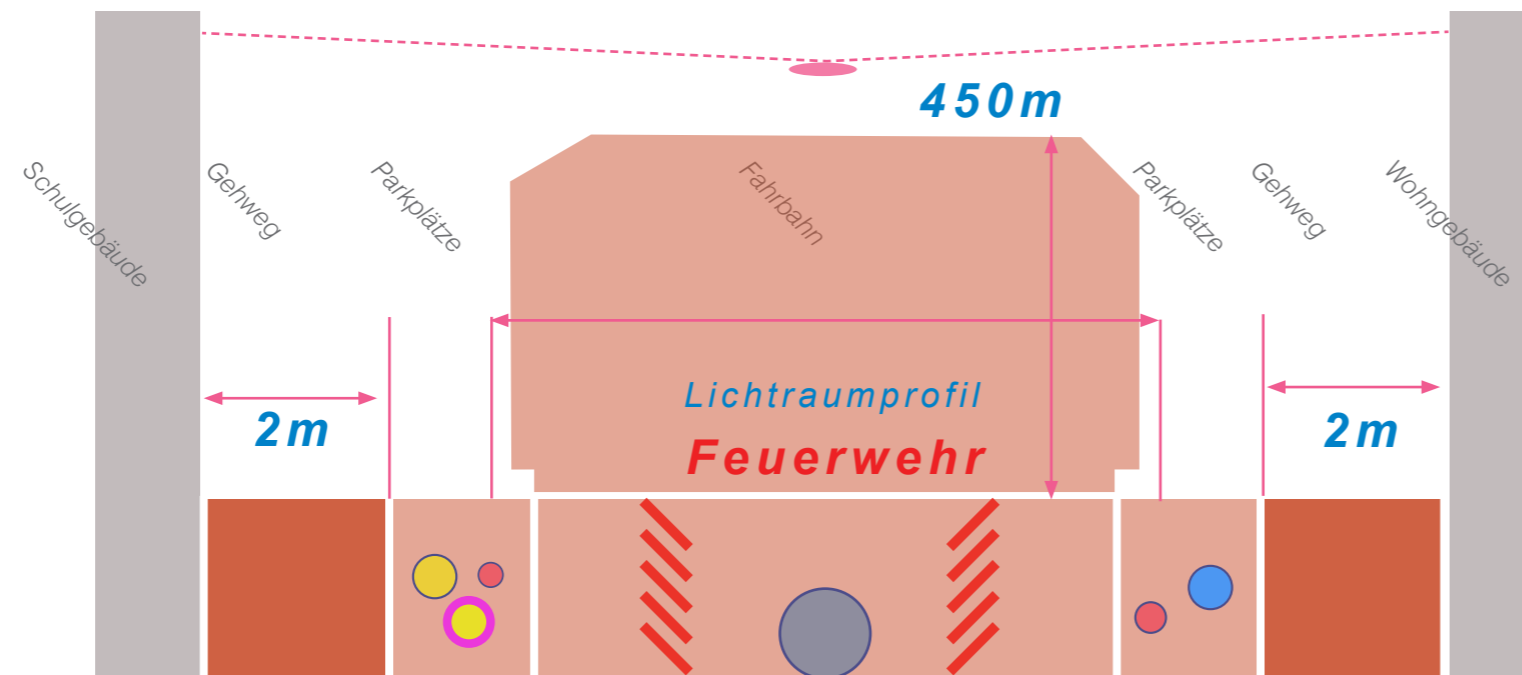 450m
Schulgebäude
Gehweg
Parkplätze
Fahrbahn
Parkplätze
Gehweg
Wohngebäude
Lichtraumprofil
2m
Feuerwehr
2m